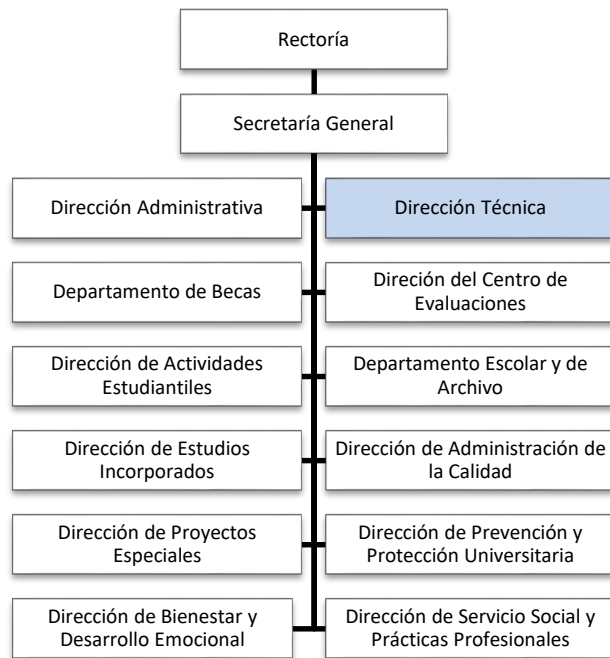 Rectoría
Secretaría General
Dirección Administrativa
Dirección Técnica
Departamento de Becas
Direción del Centro de
Evaluaciones
Dirección de Actividades
Estudiantiles
Departamento Escolar y de
Archivo
Dirección de Estudios
Incorporados
Dirección de Administración de
la Calidad
Dirección de Proyectos
Especiales
Dirección de Prevención y
Protección Universitaria
Dirección de Bienestar y
Desarrollo Emocional
Dirección de Servicio Social y
Prácticas Profesionales